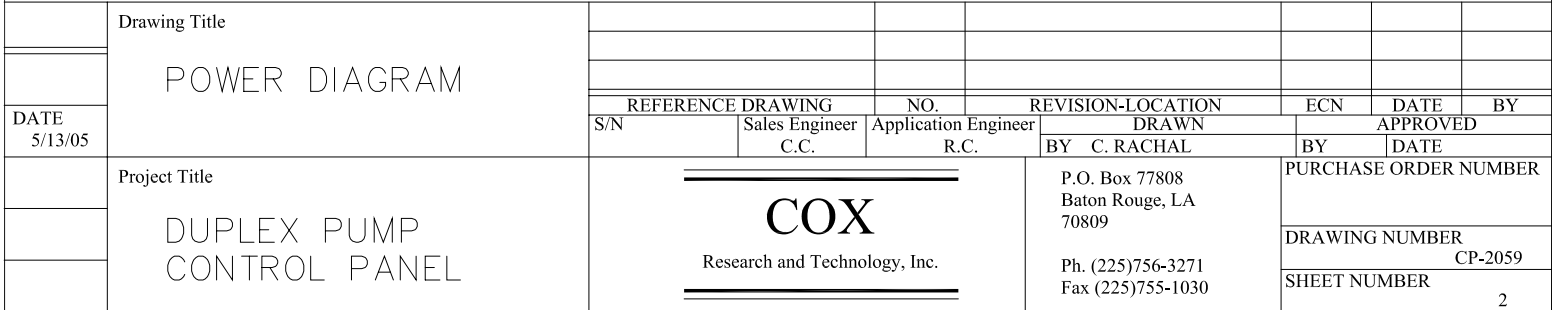 Drawing Title
POWER DIAGRAM
DATE
5/13/05
REFERENCE DRAWING NO. REVISION-LOCATION ECN DATE BY
S/N Sales Engineer Application Engineer DRAWN APPROVED
C.C. R.C. BY C. RACHAL BY DATE
Project Title
DUPLEX PUMP
CONTROL PANEL
COX
Research and Technology, Inc.
P.O. Box 77808
Baton Rouge, LA
70809
Ph. (225)756-3271
Fax (225)755-1030
PURCHASE ORDER NUMBER
DRAWING NUMBER
CP-2059
SHEET NUMBER
2